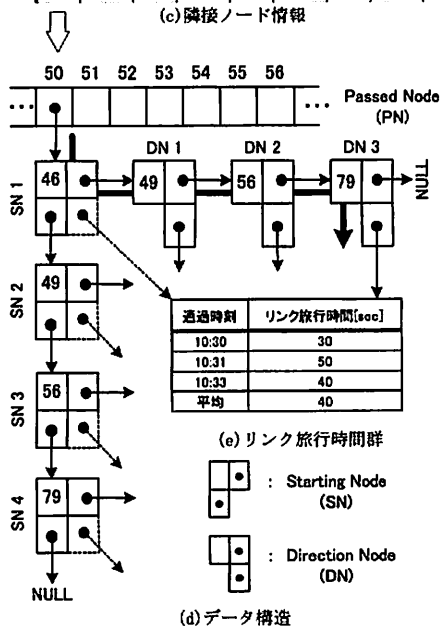 (c)隣接ノード情報
50 51 52 53 54 55 56
... ... Passed Node
(PN)
DN 1 DN 2 DN 3
SN 1 46 49 56 79 NULL
SN 2 49
通過時刻 リンク旅行時間[sec]
10:30 30
10:31 50
10:33 40
平均 40
SN 3 56
(e)リンク旅行時間群
: Starting Node
(SN)
SN 4 79
: Direction Node
(DN)
NULL
(d)データ構造